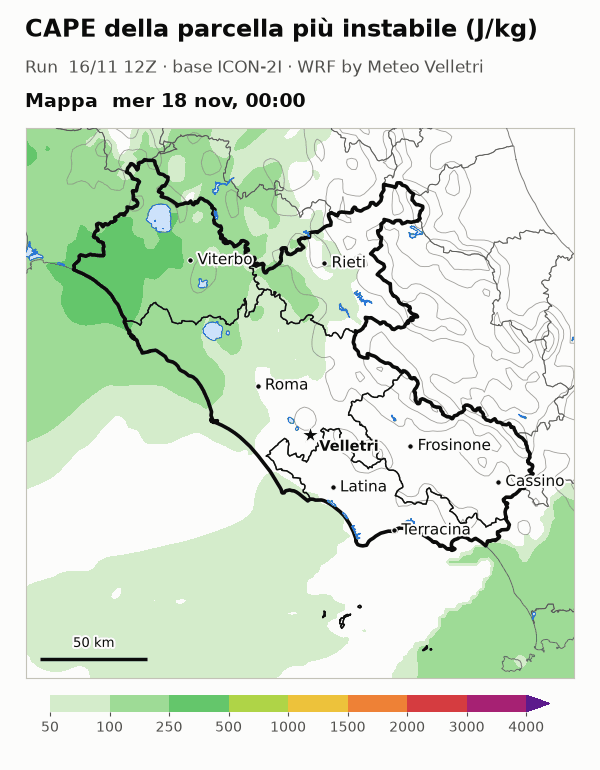 CAPE della parcella più instabile (J/kg)
Run 16/11 12Z · base ICON-2I · WRF by Meteo Velletri
Mappa mer 18 nov, 00:00
Viterbo
Rieti
Roma
Velletri
Frosinone
Cassino
Latina
Terracina
50 km
50 100 250 500 1000 1500 2000 3000 4000